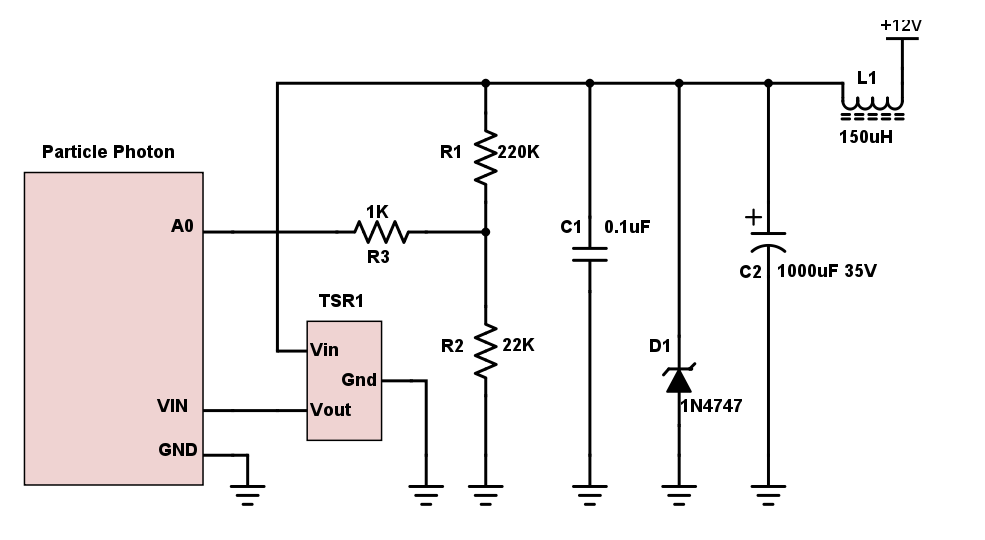 +12V
L1
150uH
Particle Photon
R1
220K
A0
1K
R3
C1
0.1uF
+
C2
1000uF 35V
TSR1
Vin
Gnd
Vout
R2
22K
D1
1N4747
VIN
GND